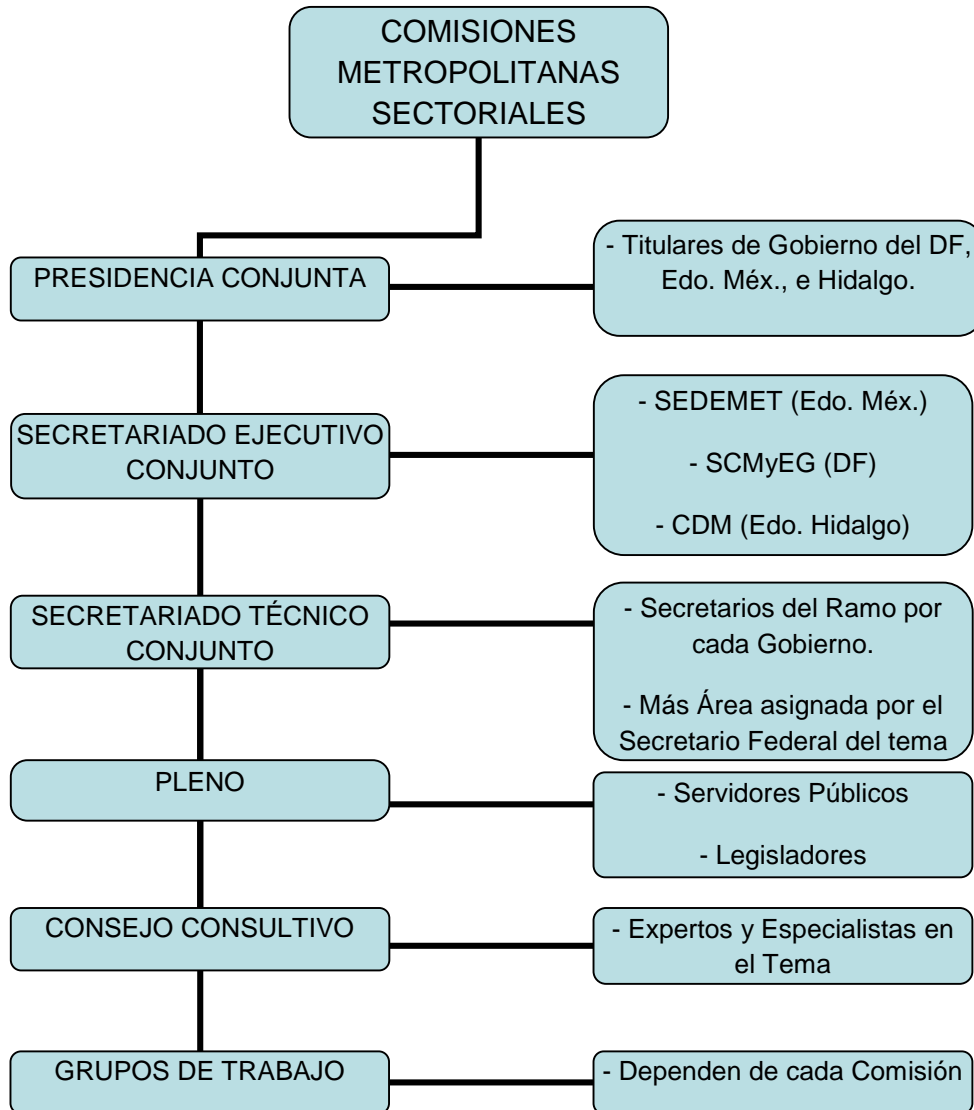 COMISIONES
METROPOLITANAS
SECTORIALES
PRESIDENCIA CONJUNTA
- Titulares de Gobierno del DF,
Edo. Méx., e Hidalgo.
SECRETARIADO EJECUTIVO
CONJUNTO
- SEDEMET (Edo. Méx.)
- SCMyEG (DF)
- CDM (Edo. Hidalgo)
SECRETARIADO TÉCNICO
CONJUNTO
- Secretarios del Ramo por
cada Gobierno.
- Más Área asignada por el
Secretario Federal del tema
PLENO
- Servidores Públicos
- Legisladores
CONSEJO CONSULTIVO
- Expertos y Especialistas en
el Tema
GRUPOS DE TRABAJO
- Dependen de cada Comisión